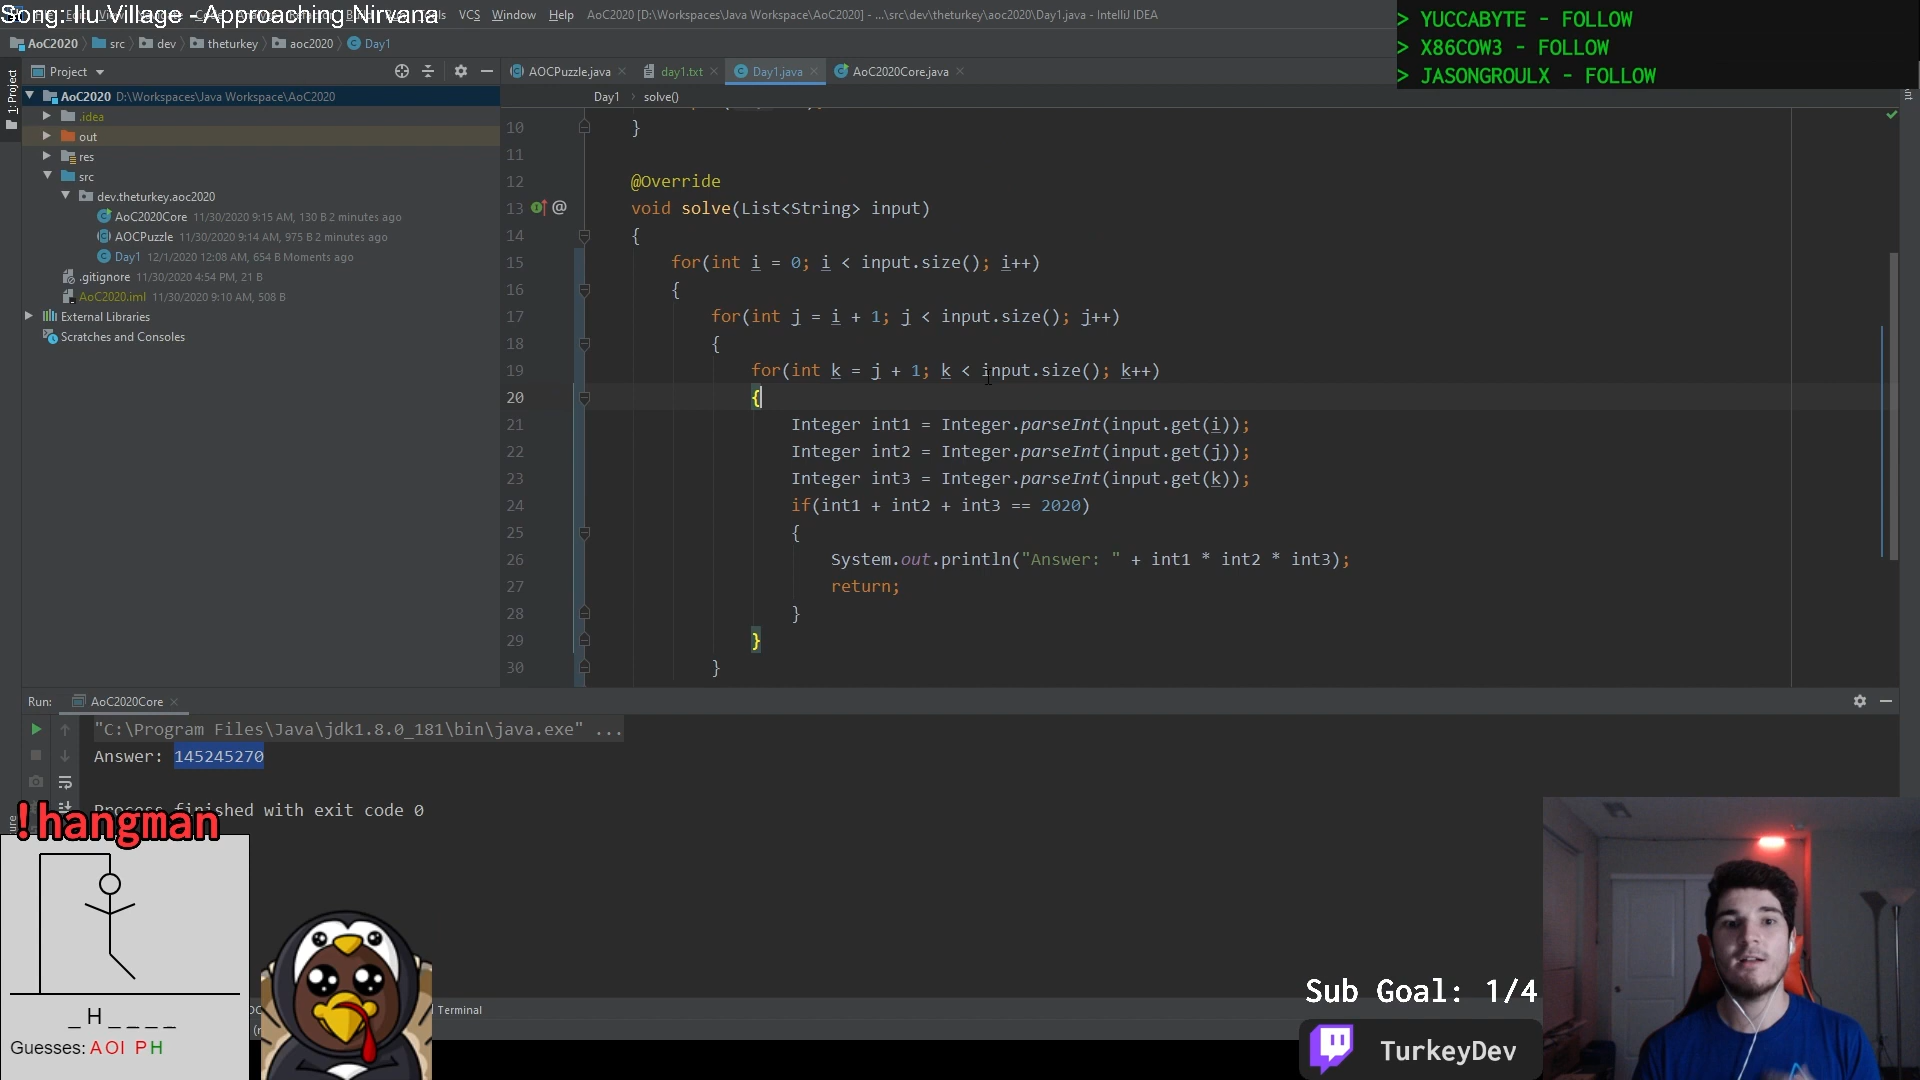 Song: Ilu Village - Approaching Nirvana
VCS Window Help AoC2020 [D:\Workspaces\Java Workspace\AoC2020] - ...\src\dev\theturkey\aoc2020\Day1.java - IntelliJ IDEA
> YUCCABYTE - FOLLOW
> X86COW3 - FOLLOW
> JASONGROULX - FOLLOW
AoC2020 src dev theturkey aoc2020 Day1
1: Project
Project
AOCPuzzle.java day1.txt Day1.java AoC2020Core.java
Day1 solve()
AoC2020 D:\Workspaces\Java Workspace\AoC2020
.idea
out
res
src
dev.theturkey.aoc2020
AoC2020Core 11/30/2020 9:15 AM, 130 B 2 minutes ago
AOCPuzzle 11/30/2020 9:14 AM, 975 B 2 minutes ago
Day1 12/1/2020 12:08 AM, 654 B Moments ago
.gitignore 11/30/2020 4:54 PM, 21 B
AoC2020.iml 11/30/2020 9:10 AM, 508 B
External Libraries
Scratches and Consoles
10 }
11
12 @Override
13 @ void solve(List<String> input)
14 {
15 for(int i = 0; i < input.size(); i++)
16 {
17 for(int j = i + 1; j < input.size(); j++)
18 {
19 for(int k = j + 1; k < input.size(); k++)
20 {
21 Integer int1 = Integer.parseInt(input.get(i));
22 Integer int2 = Integer.parseInt(input.get(j));
23 Integer int3 = Integer.parseInt(input.get(k));
24 if(int1 + int2 + int3 == 2020)
25 {
26 System.out.println("Answer: " + int1 * int2 * int3);
27 return;
28 }
29 }
30 }
Run: AoC2020Core
"C:\Program Files\Java\jdk1.8.0_181\bin\java.exe" ...
Answer: 145245270
Process finished with exit code 0
!hangman
_ H _ _ _ _
Guesses: A O I P H
Terminal
Sub Goal: 1/4
TurkeyDev